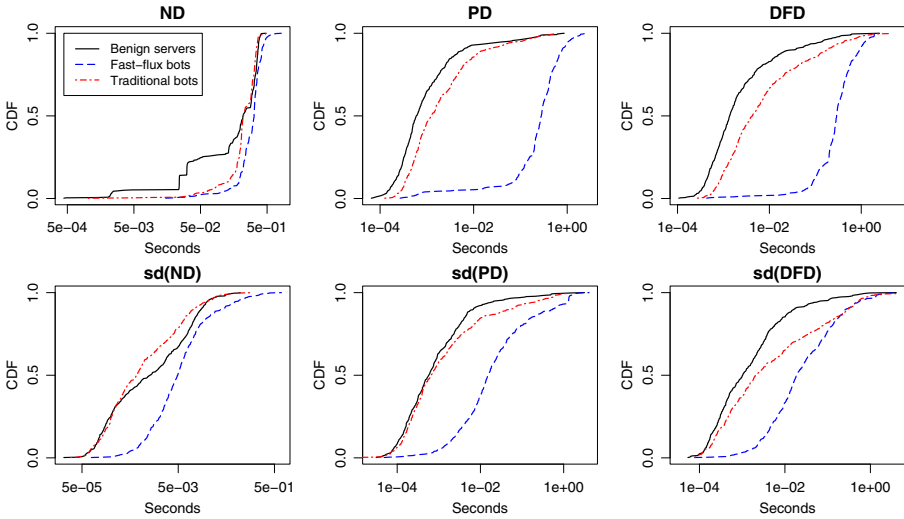 ND
PD
DFD
CDF
0.0 0.5 1.0
Benign servers
Fast−flux bots
Traditional bots
5e−04 5e−03 5e−02 5e−01
Seconds
CDF
0.0 0.5 1.0
1e−04 1e−02 1e+00
Seconds
CDF
0.0 0.5 1.0
1e−04 1e−02 1e+00
Seconds
sd(ND)
sd(PD)
sd(DFD)
CDF
0.0 0.5 1.0
5e−05 5e−03 5e−01
Seconds
CDF
0.0 0.5 1.0
1e−04 1e−02 1e+00
Seconds
CDF
0.0 0.5 1.0
1e−04 1e−02 1e+00
Seconds